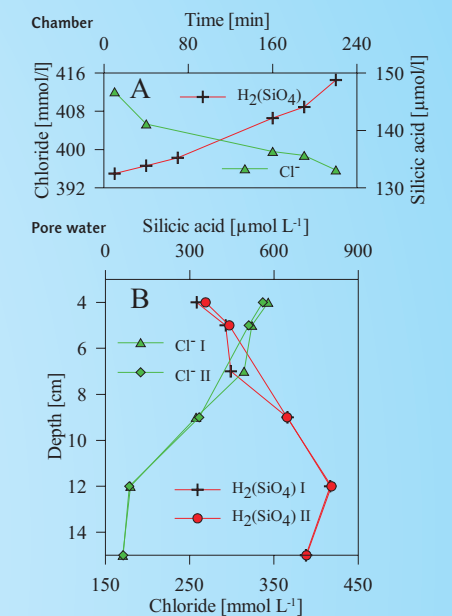 Chamber
Time [min]
0 80 160 240
416
408
400
392
Chloride [mmol/l]
A
H2(SiO4)
Cl-
150
140
130
Silicic acid [µmol/l]
Pore water
Silicic acid [µmol L-1]
0 300 600 900
B
4
6
8
10
12
14
Depth [cm]
Cl- I
Cl- II
H2(SiO4) I
H2(SiO4) II
150 250 350 450
Chloride [mmol L-1]